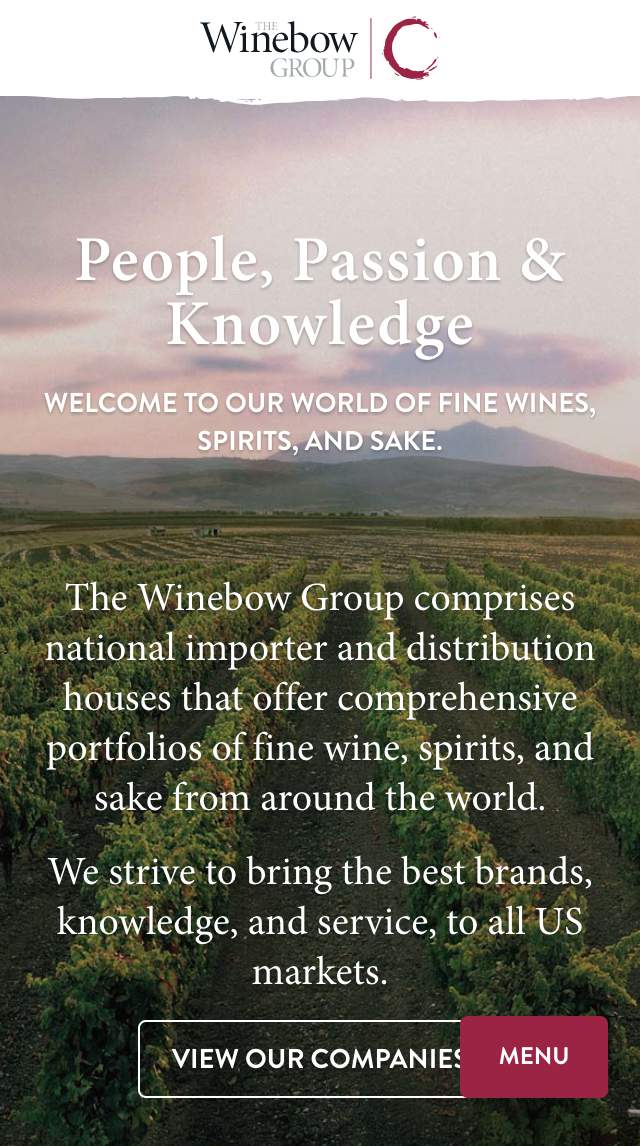 THE
Winebow
GROUP
People, Passion &
Knowledge
WELCOME TO OUR WORLD OF FINE WINES,
SPIRITS, AND SAKE.
The Winebow Group comprises
national importer and distribution
houses that offer comprehensive
portfolios of fine wine, spirits, and
sake from around the world.
We strive to bring the best brands,
knowledge, and service, to all US
markets.
VIEW OUR COMPANIES
MENU